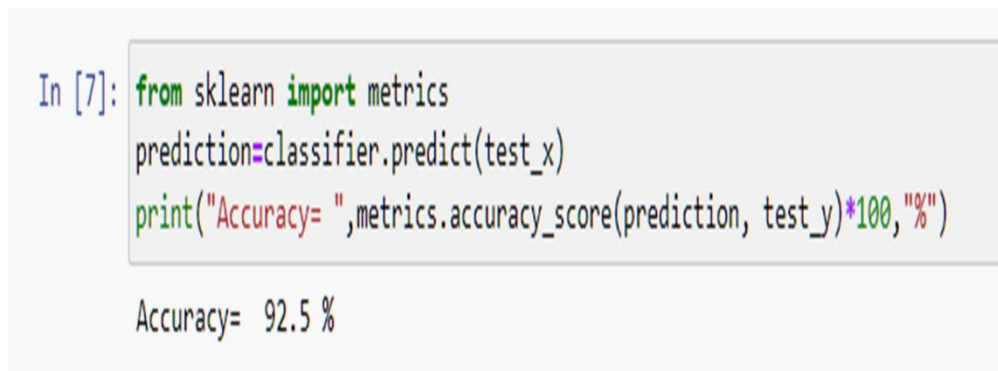 In [7]: from sklearn import metrics
prediction=classifier.predict(test_x)
print("Accuracy= ",metrics.accuracy_score(prediction, test_y)*100,"%")
Accuracy=  92.5 %